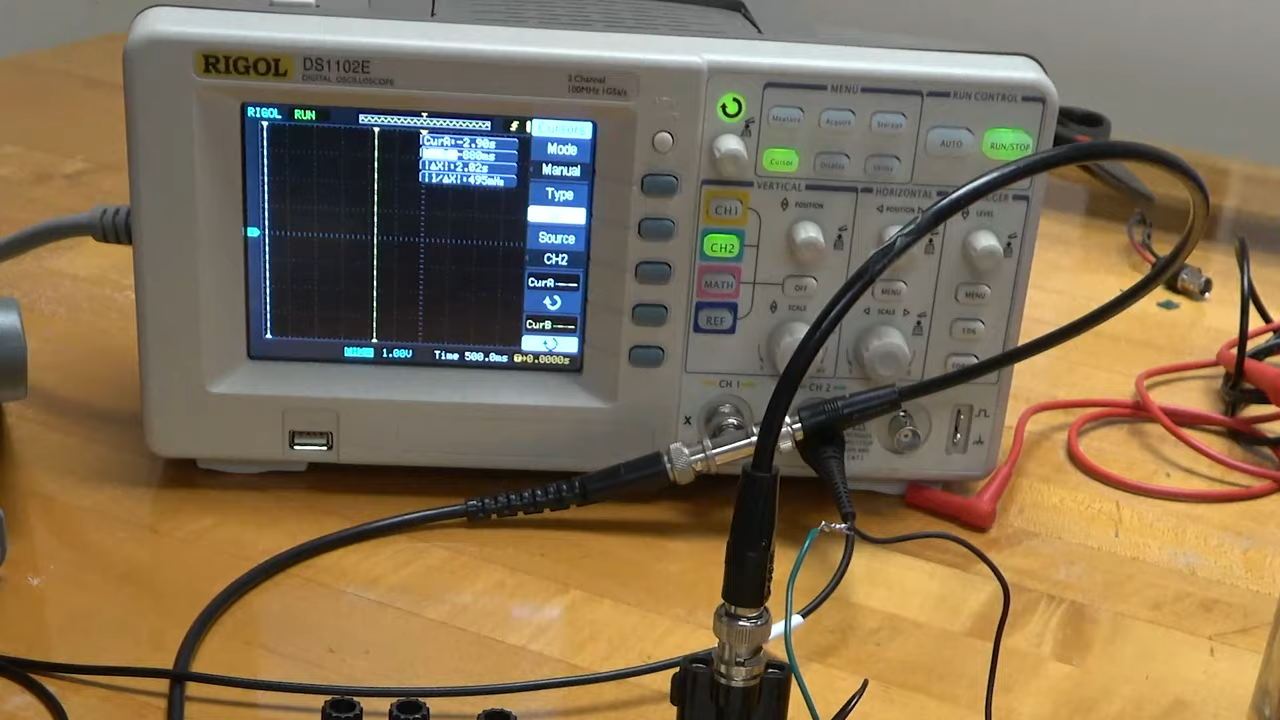 RIGOL DS1102E
DIGITAL OSCILLOSCOPE
2 Channel
100MHz 1GSa/s
RIGOL RUN
CurA:-2.90s
-880ms
|ΔX|:2.02s
|1/ΔX|:495mHz
Cursors
Mode
Manual
Type
Source
CH2
CurA
CurB
1.00V Time 500.0ms 0.0000s
MENU
Measure Acquire Storage
Cursor Display Utility
RUN CONTROL
AUTO RUN/STOP
VERTICAL
POSITION
CH1
CH2
MATH
REF
OFF
SCALE
HORIZONTAL
POSITION
MENU
SCALE
LEVEL
MENU
50%
CH 1
CH 2
X